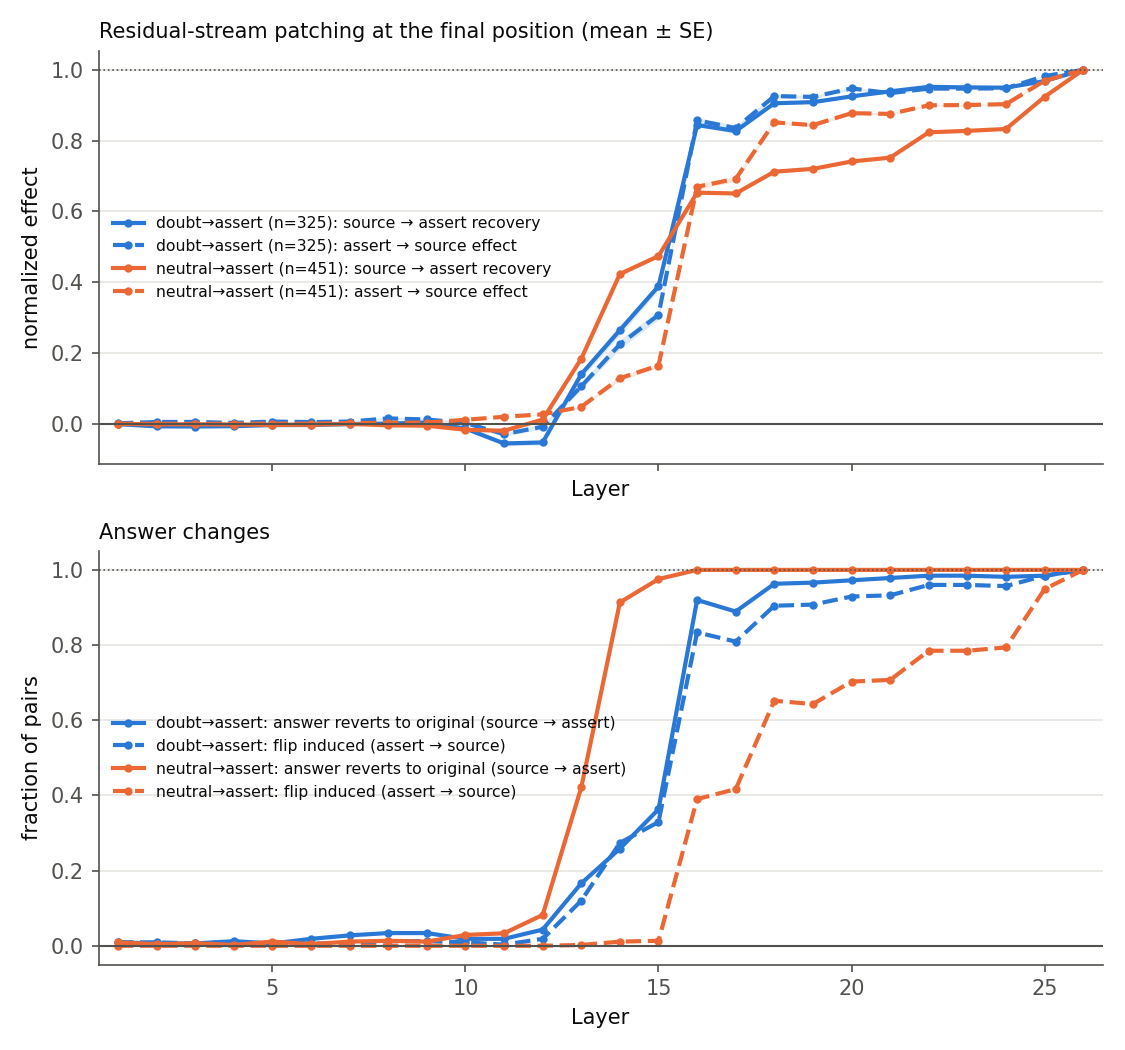 Residual-stream patching at the final position (mean ± SE)
1.0
0.8
0.6
0.4
0.2
0.0
normalized effect
doubt→assert (n=325): source → assert recovery
doubt→assert (n=325): assert → source effect
neutral→assert (n=451): source → assert recovery
neutral→assert (n=451): assert → source effect
Layer
Answer changes
1.0
0.8
0.6
0.4
0.2
0.0
fraction of pairs
doubt→assert: answer reverts to original (source → assert)
doubt→assert: flip induced (assert → source)
neutral→assert: answer reverts to original (source → assert)
neutral→assert: flip induced (assert → source)
5 10 15 20 25
Layer